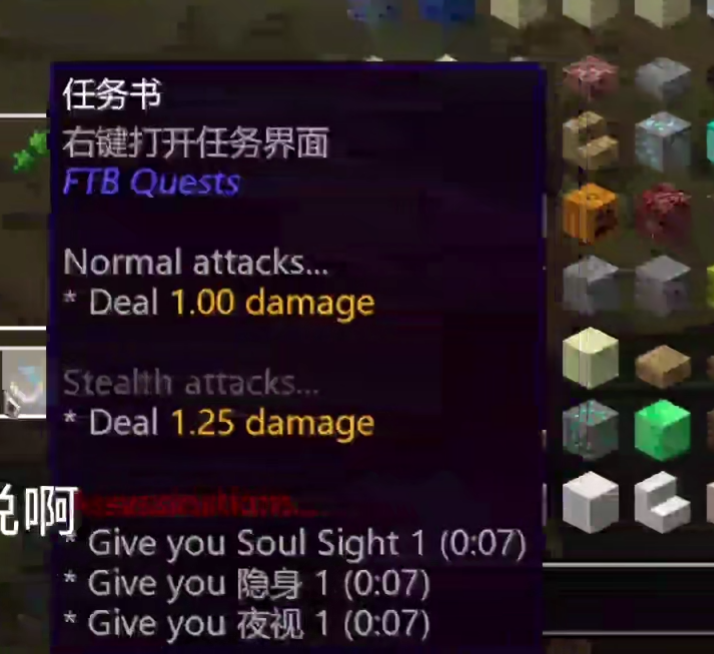 任务书
右键打开任务界面
FTB Quests
Normal attacks...
* Deal 1.00 damage
Stealth attacks...
* Deal 1.25 damage
说啊
* Give you Soul Sight 1 (0:07)
* Give you 隐身 1 (0:07)
* Give you 夜视 1 (0:07)